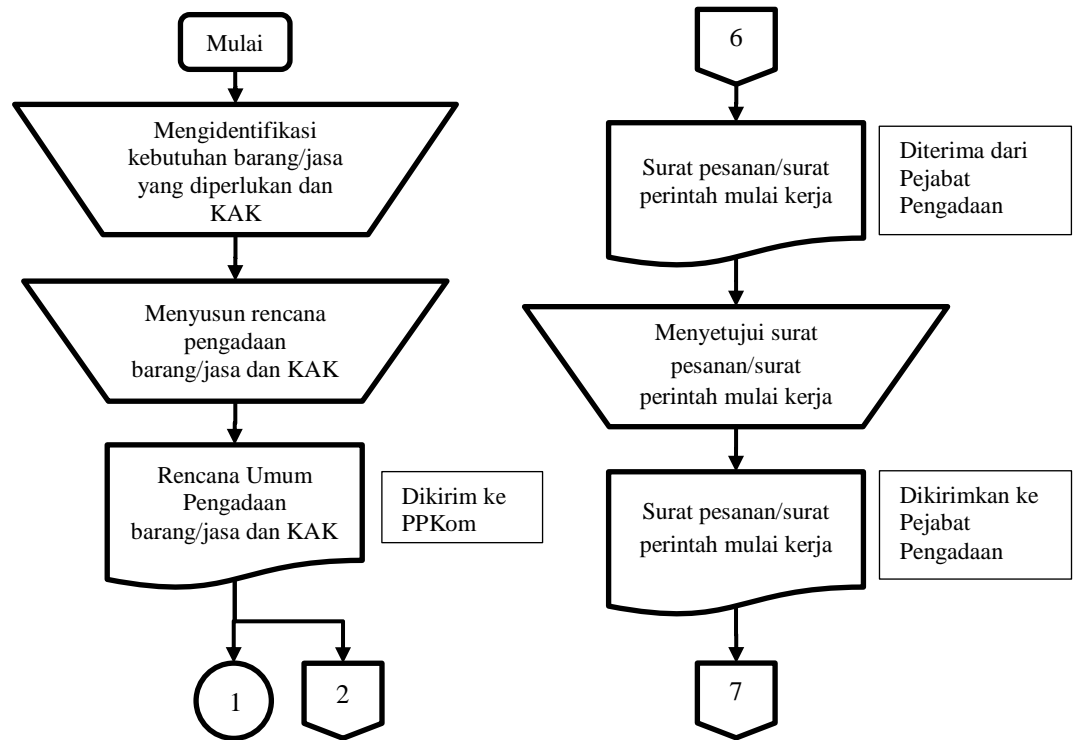 Mulai
Mengidentifikasi
kebutuhan barang/jasa
yang diperlukan dan
KAK
Menyusun rencana
pengadaan
barang/jasa dan KAK
Rencana Umum
Pengadaan
barang/jasa dan KAK
Dikirim ke
PPKom
1
2
6
Surat pesanan/surat
perintah mulai kerja
Diterima dari
Pejabat
Pengadaan
Menyetujui surat
pesanan/surat
perintah mulai kerja
Surat pesanan/surat
perintah mulai kerja
Dikirimkan ke
Pejabat
Pengadaan
7